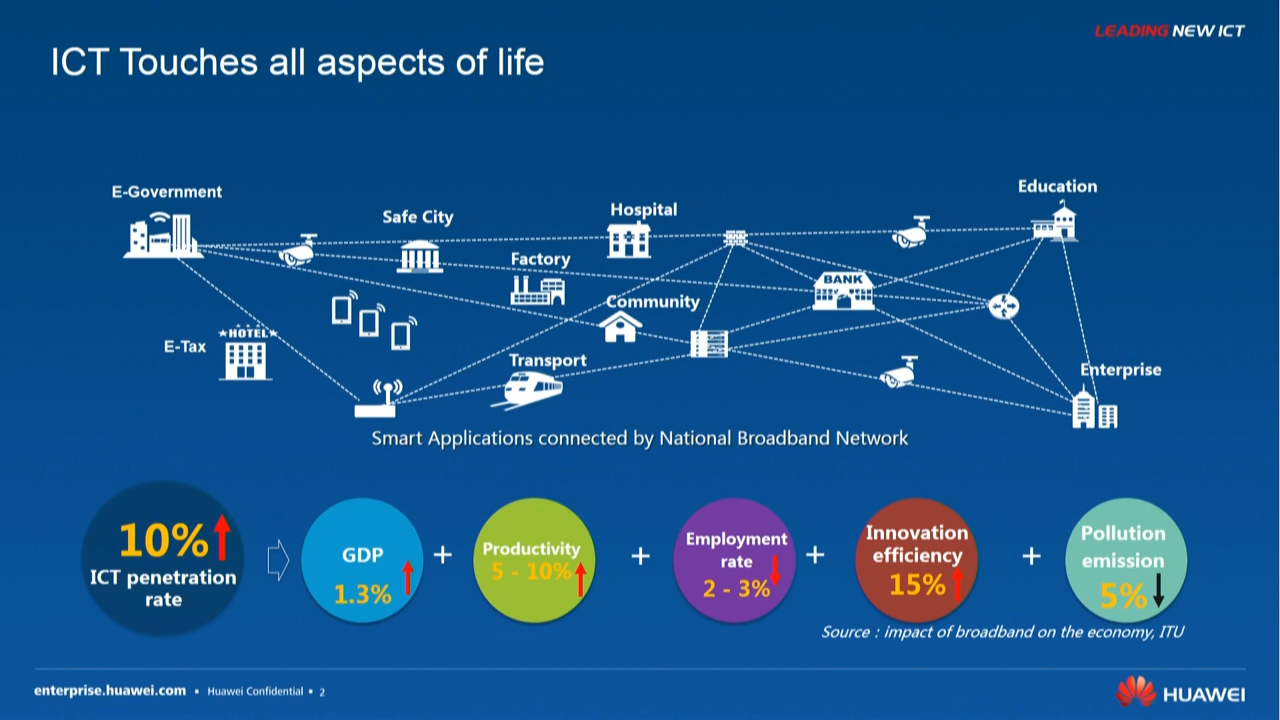 LEADING NEW ICT
ICT Touches all aspects of life
E-Government
Safe City
Hospital
Education
Factory
BANK
Community
★HOTEL★
E-Tax
Transport
Enterprise
Smart Applications connected by National Broadband Network
10%
ICT penetration
rate
GDP
1.3%
+
Productivity
5 - 10%
+
Employment
rate
2 - 3%
+
Innovation
efficiency
15%
+
Pollution
emission
5%
Source : impact of broadband on the economy, ITU
enterprise.huawei.com ▪ Huawei Confidential ▪ 2
HUAWEI